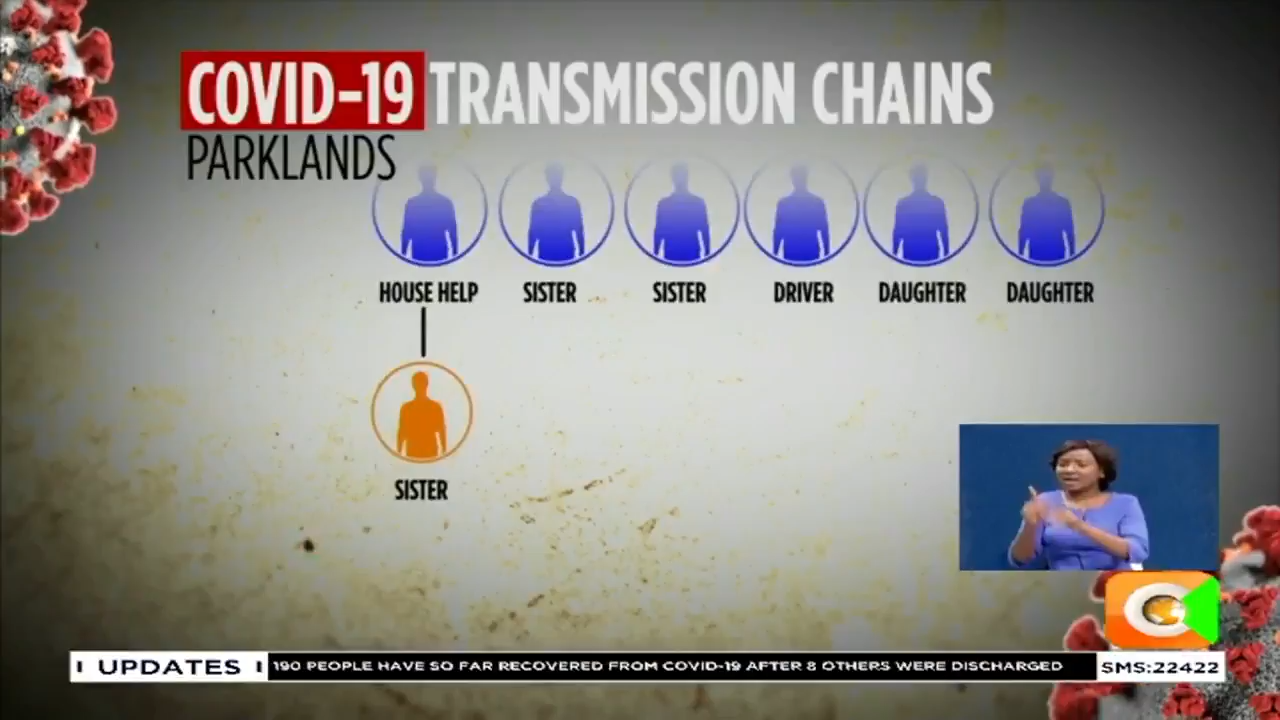 COVID-19 TRANSMISSION CHAINS
PARKLANDS
HOUSE HELP SISTER SISTER DRIVER DAUGHTER DAUGHTER
SISTER
UPDATES 190 PEOPLE HAVE SO FAR RECOVERED FROM COVID-19 AFTER 8 OTHERS WERE DISCHARGED SMS:22422